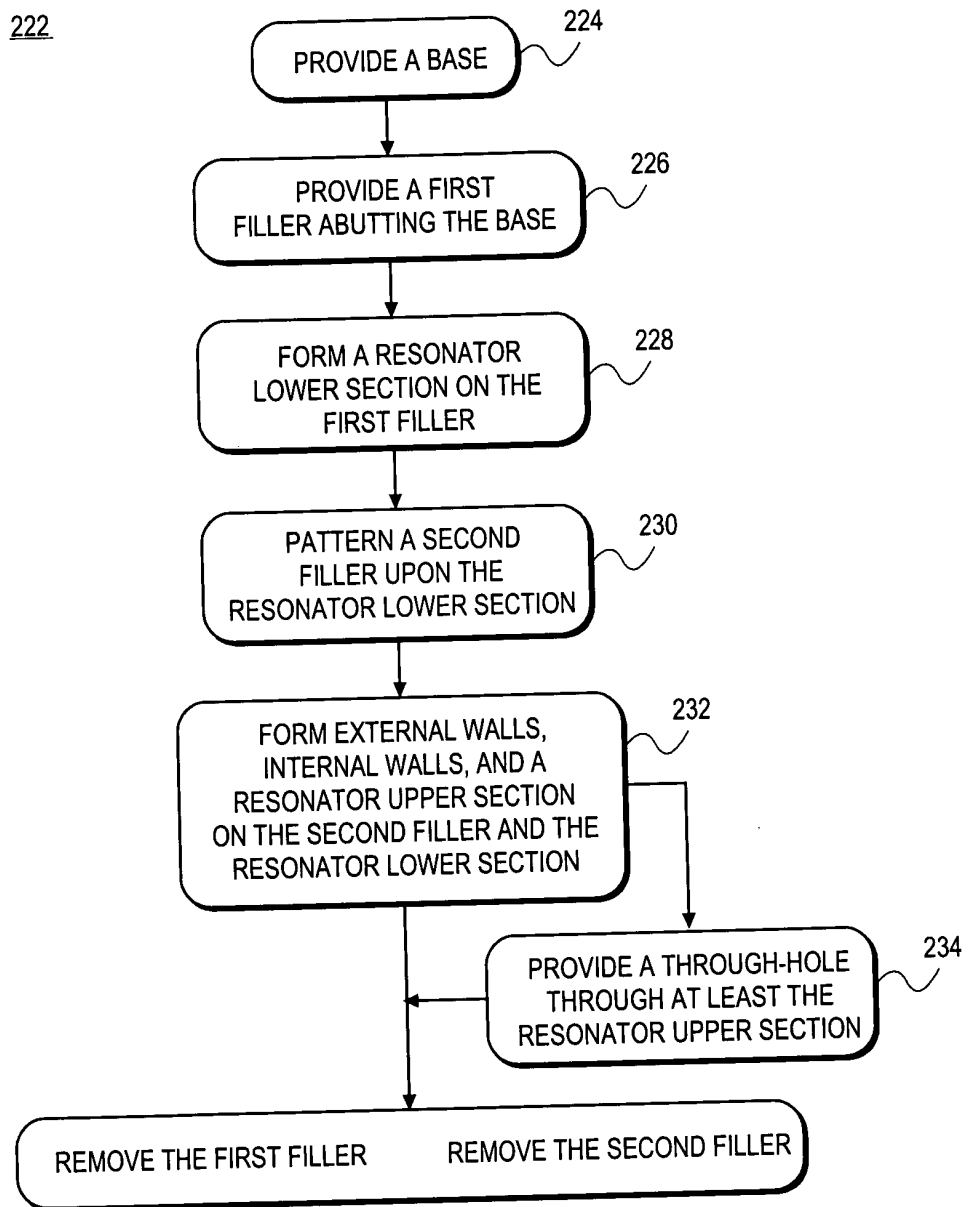 222
PROVIDE A BASE
224
PROVIDE A FIRST
FILLER ABUTTING THE BASE
226
FORM A RESONATOR
LOWER SECTION ON THE
FIRST FILLER
228
PATTERN A SECOND
FILLER UPON THE
RESONATOR LOWER SECTION
230
FORM EXTERNAL WALLS,
INTERNAL WALLS, AND A
RESONATOR UPPER SECTION
ON THE SECOND FILLER AND THE
RESONATOR LOWER SECTION
232
PROVIDE A THROUGH-HOLE
THROUGH AT LEAST THE
RESONATOR UPPER SECTION
234
REMOVE THE FIRST FILLER
REMOVE THE SECOND FILLER